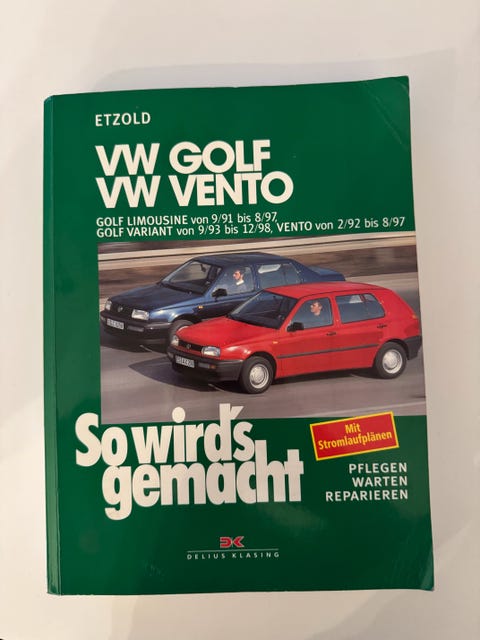 ETZOLD
VW GOLF
VW VENTO
GOLF LIMOUSINE von 9/91 bis 8/97,
GOLF VARIANT von 9/93 bis 12/98, VENTO von 2/92 bis 8/97
So wird's
gemacht
Mit
Stromlaufplänen
PFLEGEN
WARTEN
REPARIEREN
DELIUS KLASING